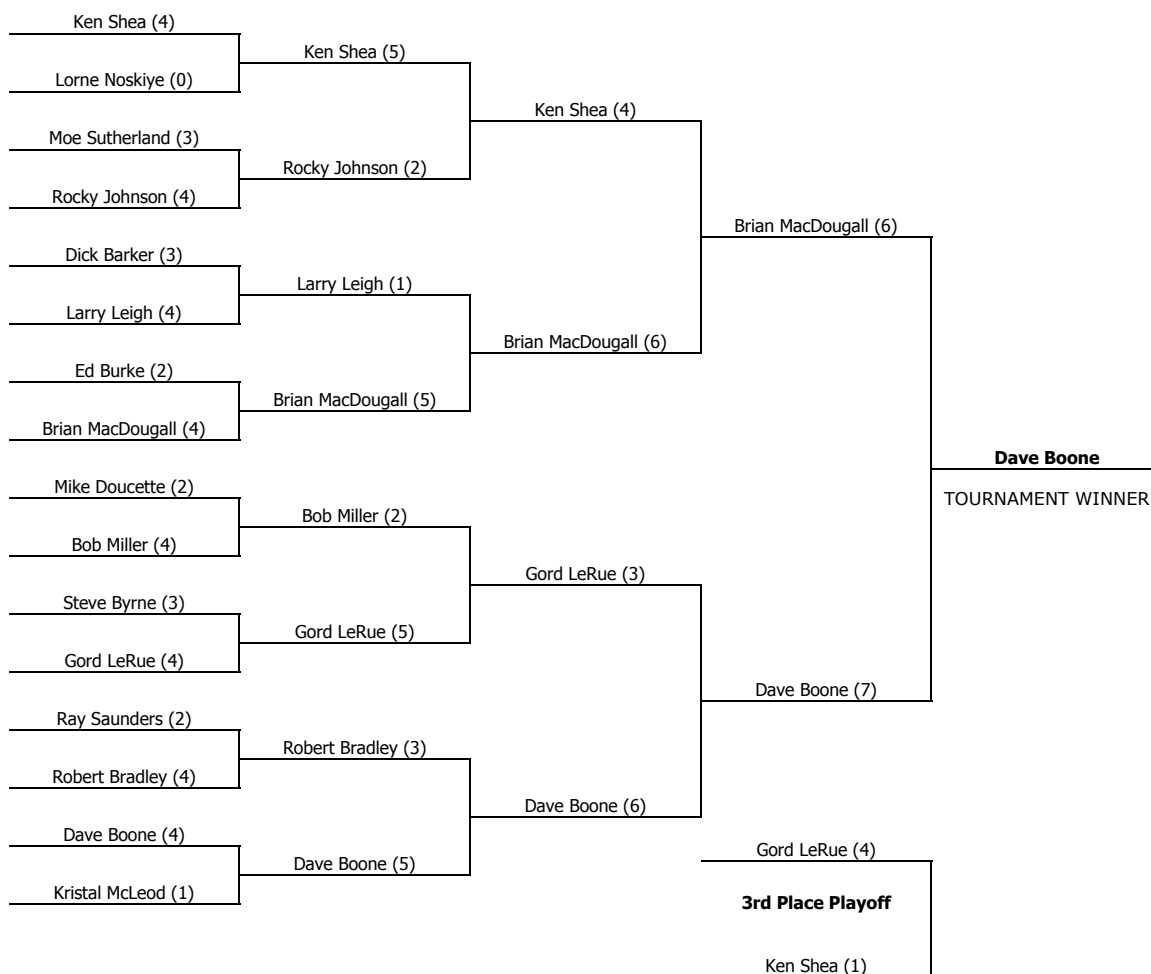 Ken Shea (4)
Lorne Noskiye (0)
Moe Sutherland (3)
Rocky Johnson (4)
Dick Barker (3)
Larry Leigh (4)
Ed Burke (2)
Brian MacDougall (4)
Mike Doucette (2)
Bob Miller (4)
Steve Byrne (3)
Gord LeRue (4)
Ray Saunders (2)
Robert Bradley (4)
Dave Boone (4)
Kristal McLeod (1)
Ken Shea (5)
Rocky Johnson (2)
Larry Leigh (1)
Brian MacDougall (5)
Bob Miller (2)
Gord LeRue (5)
Robert Bradley (3)
Dave Boone (5)
Ken Shea (4)
Brian MacDougall (6)
Gord LeRue (3)
Dave Boone (6)
Brian MacDougall (6)
Dave Boone (7)
Dave Boone
TOURNAMENT WINNER
Gord LeRue (4)
3rd Place Playoff
Ken Shea (1)